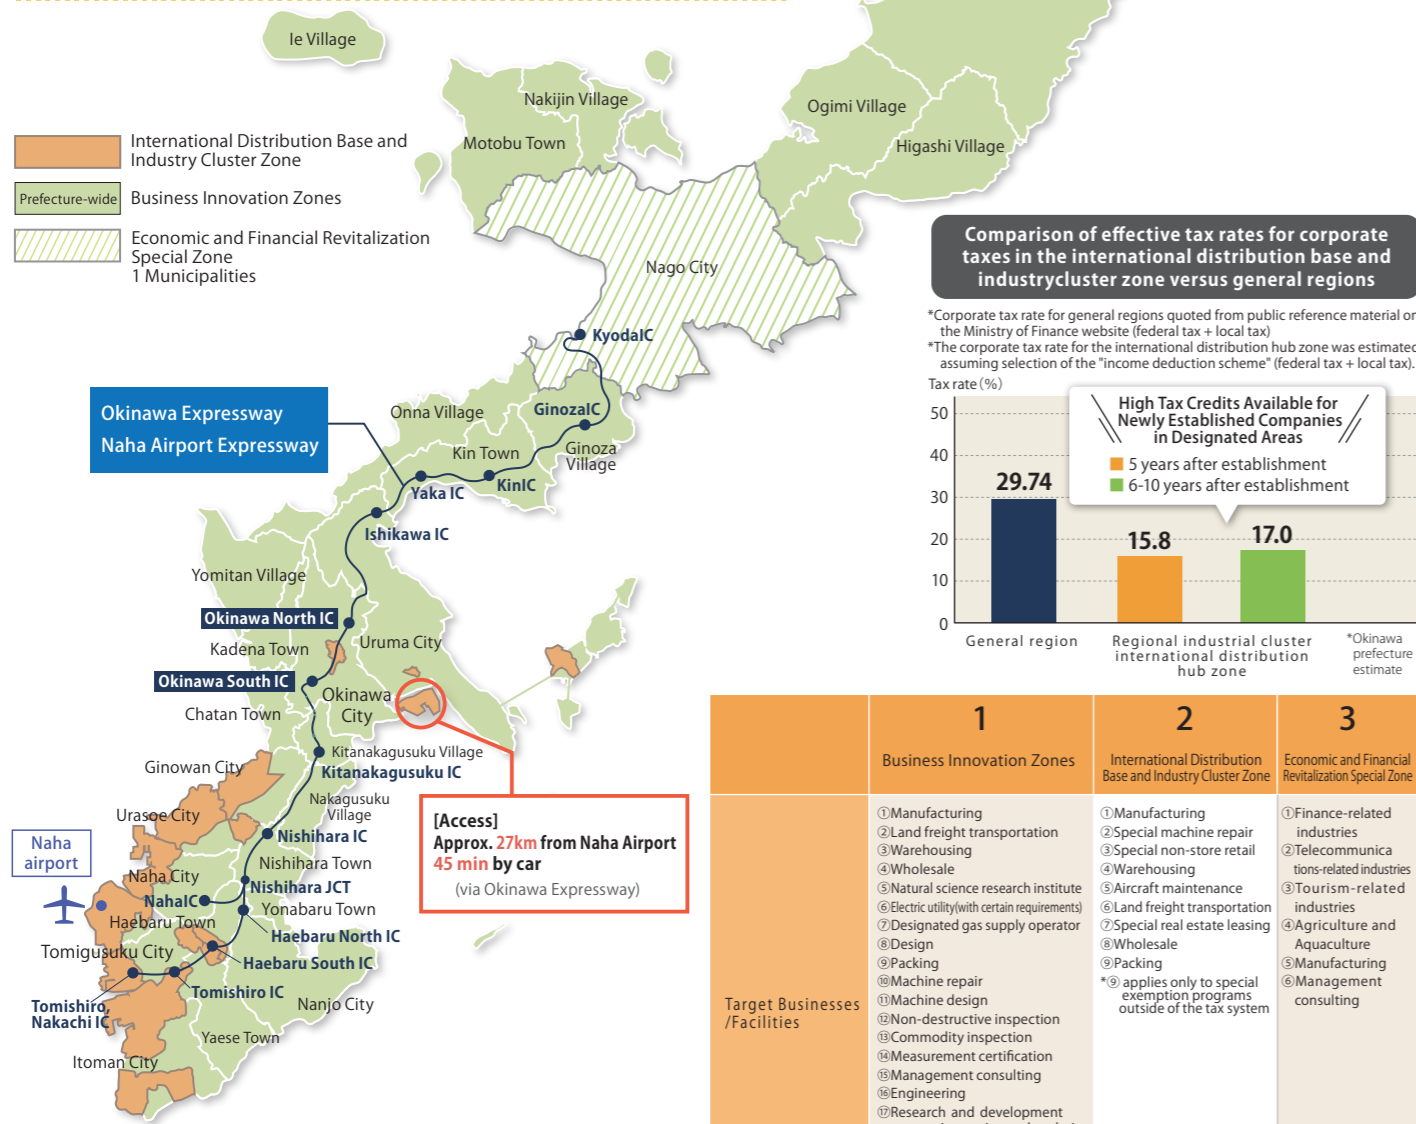 Ie Village
Nakijin Village
Motobu Town
Ogimi Village
Higashi Village
International Distribution Base and
Industry Cluster Zone
Prefecture-wide
Business Innovation Zones
Economic and Financial Revitalization
Special Zone
1 Municipalities
Nago City
KyodaIC
Okinawa Expressway
Naha Airport Expressway
Onna Village
GinozaIC
Kin Town
Ginoza
Village
Yaka IC
KinIC
Ishikawa IC
Yomitan Village
Okinawa North IC
Kadena Town
Uruma City
Okinawa South IC
Okinawa
City
Chatan Town
Kitanakagusuku Village
Kitanakagusuku IC
Ginowan City
Nakagusuku
Village
Urasoe City
Nishihara IC
Naha
airport
Nishihara Town
Naha City
Nishihara JCT
NahaIC
Yonabaru Town
Haebaru Town
Haebaru North IC
Tomigusuku City
Haebaru South IC
Tomishiro IC
Tomishiro,
Nakachi IC
Nanjo City
Yaese Town
Itoman City
[Access]
Approx. 27km from Naha Airport
45 min by car
(via Okinawa Expressway)
Comparison of effective tax rates for corporate
taxes in the international distribution base and
industrycluster zone versus general regions
*Corporate tax rate for general regions quoted from public reference material on
the Ministry of Finance website (federal tax + local tax)
*The corporate tax rate for the international distribution hub zone was estimated
assuming selection of the "income deduction scheme" (federal tax + local tax).
Tax rate (%)
High Tax Credits Available for
Newly Established Companies
in Designated Areas
5 years after establishment
6-10 years after establishment
50
40
30
20
10
0
29.74
15.8
17.0
General region
Regional industrial cluster
international distribution
hub zone
*Okinawa
prefecture
estimate
1
Business Innovation Zones
2
International Distribution
Base and Industry Cluster Zone
3
Economic and Financial
Revitalization Special Zone
Target Businesses
/Facilities
①Manufacturing
②Land freight transportation
③Warehousing
④Wholesale
⑤Natural science research institute
⑥Electric utility(with certain requirements)
⑦Designated gas supply operator
⑧Design
⑨Packing
⑩Machine repair
⑪Machine design
⑫Non-destructive inspection
⑬Commodity inspection
⑭Measurement certification
⑮Management consulting
⑯Engineering
⑰Research and development
①Manufacturing
②Special machine repair
③Special non-store retail
④Warehousing
⑤Aircraft maintenance
⑥Land freight transportation
⑦Special real estate leasing
⑧Wholesale
⑨Packing
*⑨ applies only to special
exemption programs
outside of the tax system
①Finance-related
industries
②Telecommunica
tions-related industries
③Tourism-related
industries
④Agriculture and
Aquaculture
⑤Manufacturing
⑥Management
consulting